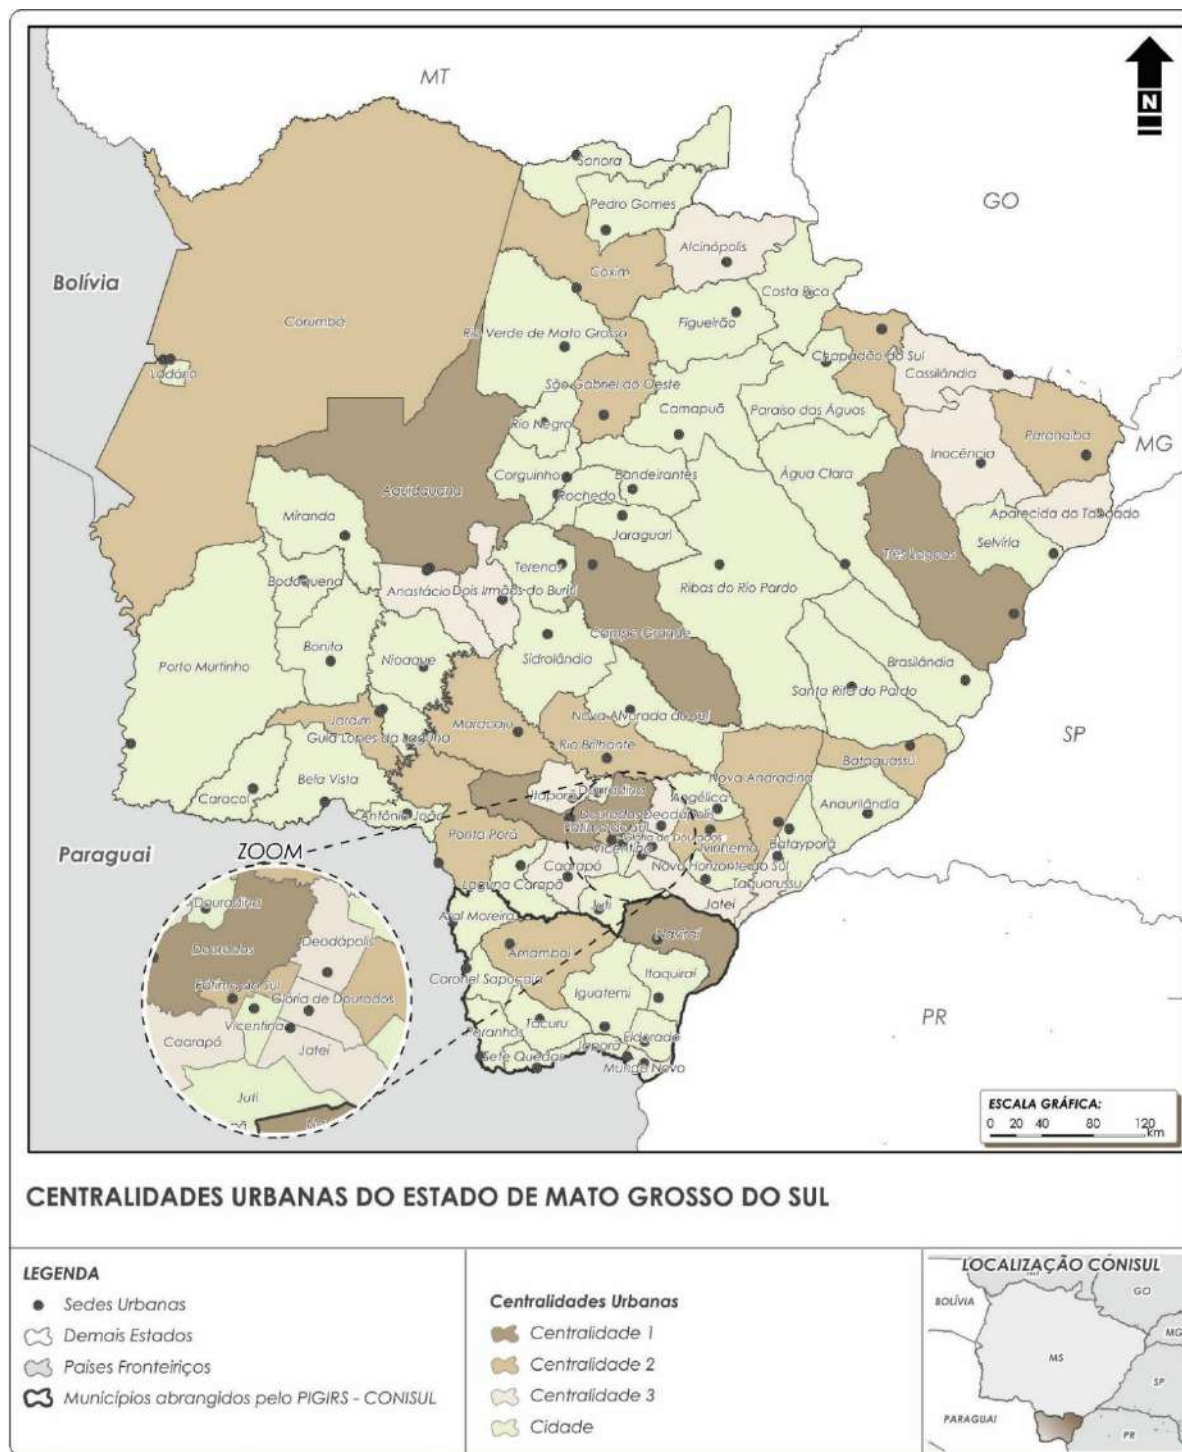 MT
GO
MG
SP
PR
Bolívia
Paraguai
N
Sonora
Pedro Gomes
Alcinópolis
Coxim
Costa Rica
Corumbá
Figueirão
Rio Verde de Mato Grosso
Chapadão do Sul
Ladário
Cassilândia
São Gabriel do Oeste
Camapuã
Paraíso das Águas
Rio Negro
Paranaíba
Inocência
Corguinho
Bandeirantes
Água Clara
Aquidauana
Rochedo
Miranda
Aparecida do Taboado
Jaraguari
Selvíria
Três Lagoas
Terenos
Bodoquena
Anastácio
Dois Irmãos do Buriti
Ribas do Rio Pardo
Campo Grande
Bonito
Nioaque
Sidrolândia
Porto Murtinho
Brasilândia
Santa Rita do Pardo
Jardim
Maracaju
Nova Alvorada do Sul
Guia Lopes da Laguna
Rio Brilhante
Bataguassu
Bela Vista
Nova Andradina
Caracol
Itaporã
Douradina
Angélica
Anaurilândia
Antônio João
Dourados
Deodápolis
Fátima do Sul
Ponta Porã
Glória de Dourados
Ivinhema
Vicentina
Batayporã
Caarapó
Novo Horizonte do Sul
Laguna Carapã
Taquarussu
Juti
Jateí
Aral Moreira
Naviraí
Amambai
Coronel Sapucaia
Itaquiraí
Iguatemi
Tacuru
Paranhos
Eldorado
Japorã
Sete Quedas
Mundo Novo
ZOOM
Douradina
Dourados
Deodápolis
Fátima do Sul
Glória de Dourados
Vicentina
Caarapó
Jateí
Juti
ESCALA GRÁFICA:
0 20 40 80 120
km
CENTRALIDADES URBANAS DO ESTADO DE MATO GROSSO DO SUL
LEGENDA
Sedes Urbanas
Demais Estados
Países Fronteiriços
Municípios abrangidos pelo PIGIRS - CONISUL
Centralidades Urbanas
Centralidade 1
Centralidade 2
Centralidade 3
Cidade
LOCALIZAÇÃO CÔNISUL
BOLÍVIA
GO
MG
MS
SP
PARAGUAI
PR